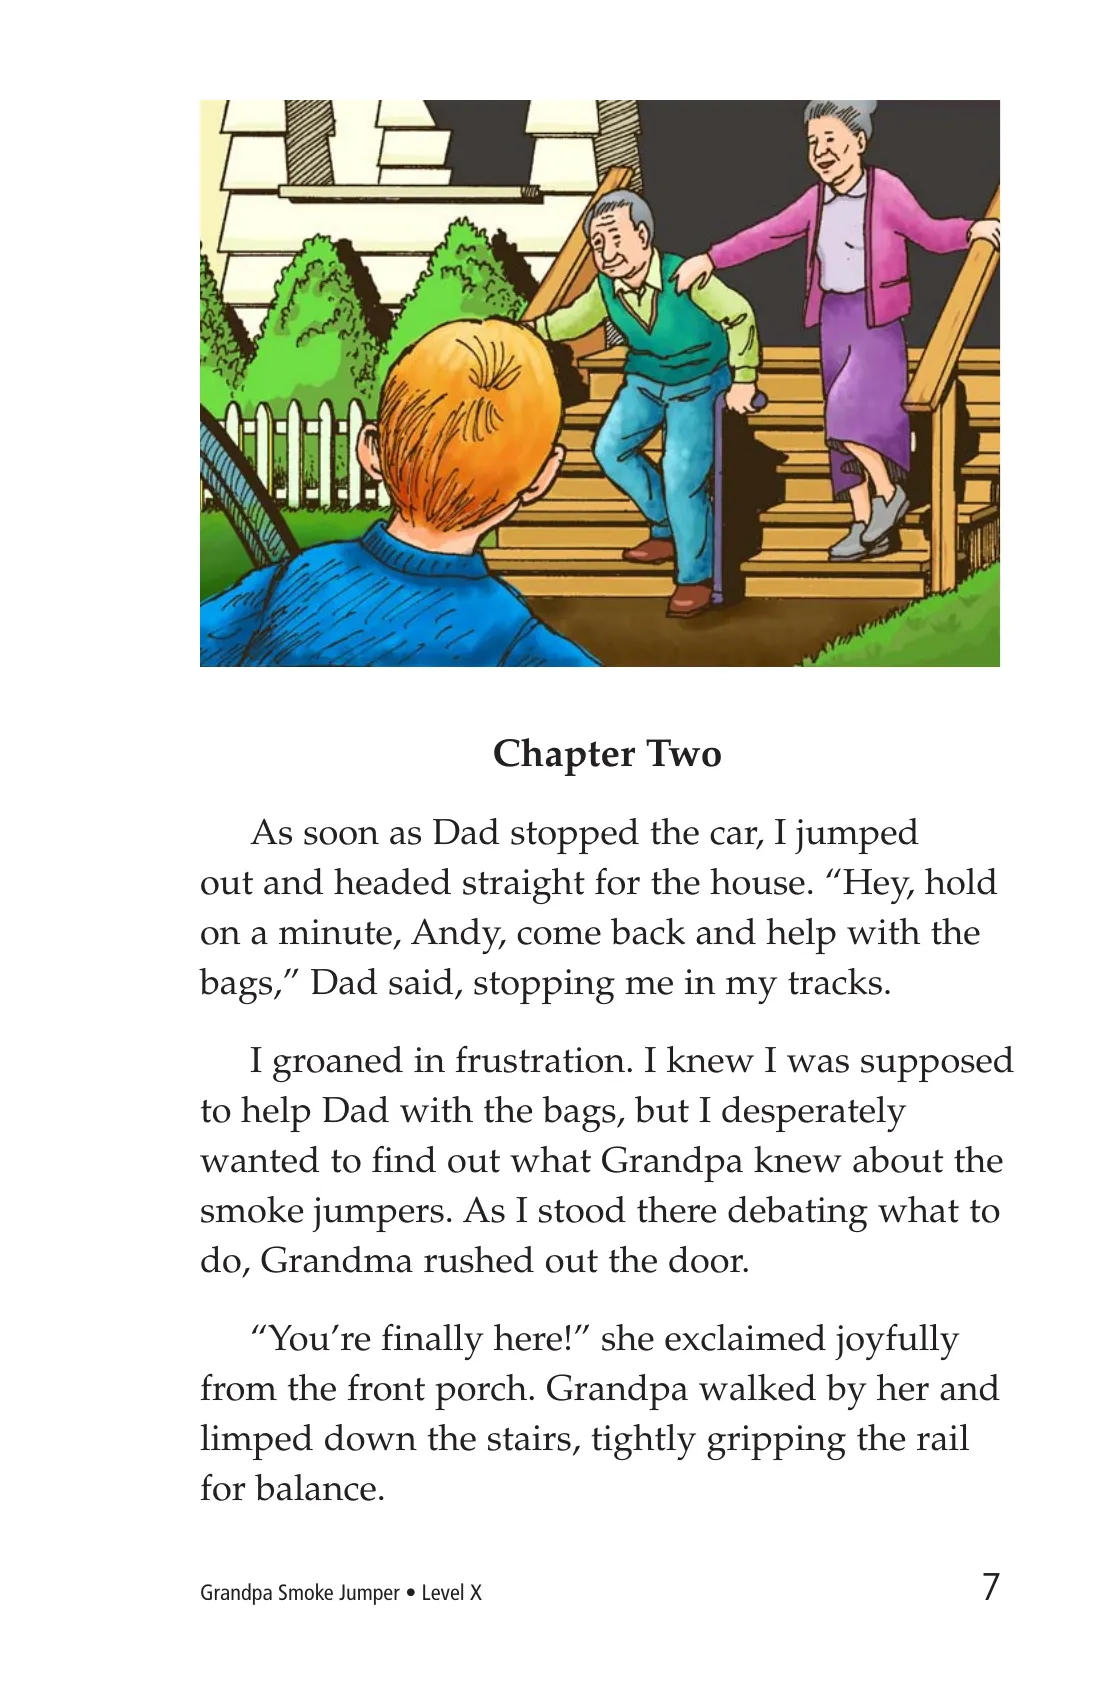 Chapter Two
As soon as Dad stopped the car, I jumped
out and headed straight for the house. “Hey, hold
on a minute, Andy, come back and help with the
bags,” Dad said, stopping me in my tracks.
I groaned in frustration. I knew I was supposed
to help Dad with the bags, but I desperately
wanted to find out what Grandpa knew about the
smoke jumpers. As I stood there debating what to
do, Grandma rushed out the door.
“You’re finally here!” she exclaimed joyfully
from the front porch. Grandpa walked by her and
limped down the stairs, tightly gripping the rail
for balance.
Grandpa Smoke Jumper • Level X
7